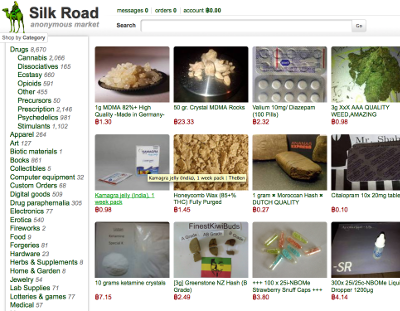 Silk Road
anonymous market
messages 0 | orders 0 | account ฿0.00
Search
Go
Shop by Category
Drugs 8,670
Cannabis 2,066
Dissociatives 165
Ecstasy 660
Opioids 591
Other 455
Precursors 50
Prescription 2,146
Psychedelics 981
Stimulants 1,102
Apparel 264
Art 127
Biotic materials 1
Books 861
Collectibles 5
Computer equipment 32
Custom Orders 68
Digital goods 509
Drug paraphernalia 305
Electronics 77
Erotica 540
Fireworks 2
Food 9
Forgeries 81
Hardware 23
Herbs & Supplements 8
Home & Garden 6
Jewelry 54
Lab Supplies 71
Lotteries & games 77
Medical 57
1g MDMA 82%+ High
Quality -Made in Germany-
฿1.30
50 gr. Crystal MDMA Rocks
฿23.33
Valium 10mg / Diazepam
(100 Pills)
฿2.32
3g XxX AAA QUALITY
WEED,AMAZING
฿0.98
KAMAGRA
Kamagra jelly (India), 1 week pack | TheBen
Kamagra jelly (India), 1
week pack
฿0.98
Honeycomb Wax (85+%
THC) Fully Purged
฿1.45
1 gram × Moroccan Hash ×
DUTCH QUALITY
฿0.27
Citalopram 10x 20mg table
฿0.10
10 grams ketamine crystals
฿7.15
FinestKiwiBuds
[3g] Greenstone NZ Hash (B
Grade)
฿2.49
+++ 100 x 25i-NBOMe
Strawberry Snuff Caps +++
฿3.80
-SR
300x 25i/25c-NBOMe Liquid
Dropper 1200µg
฿4.14